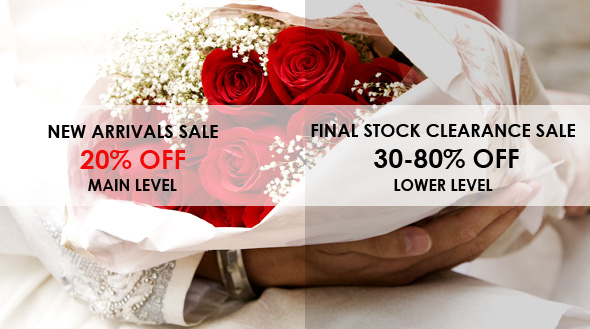 NEW ARRIVALS SALE
20% OFF
MAIN LEVEL
FINAL STOCK CLEARANCE SALE
30-80% OFF
LOWER LEVEL